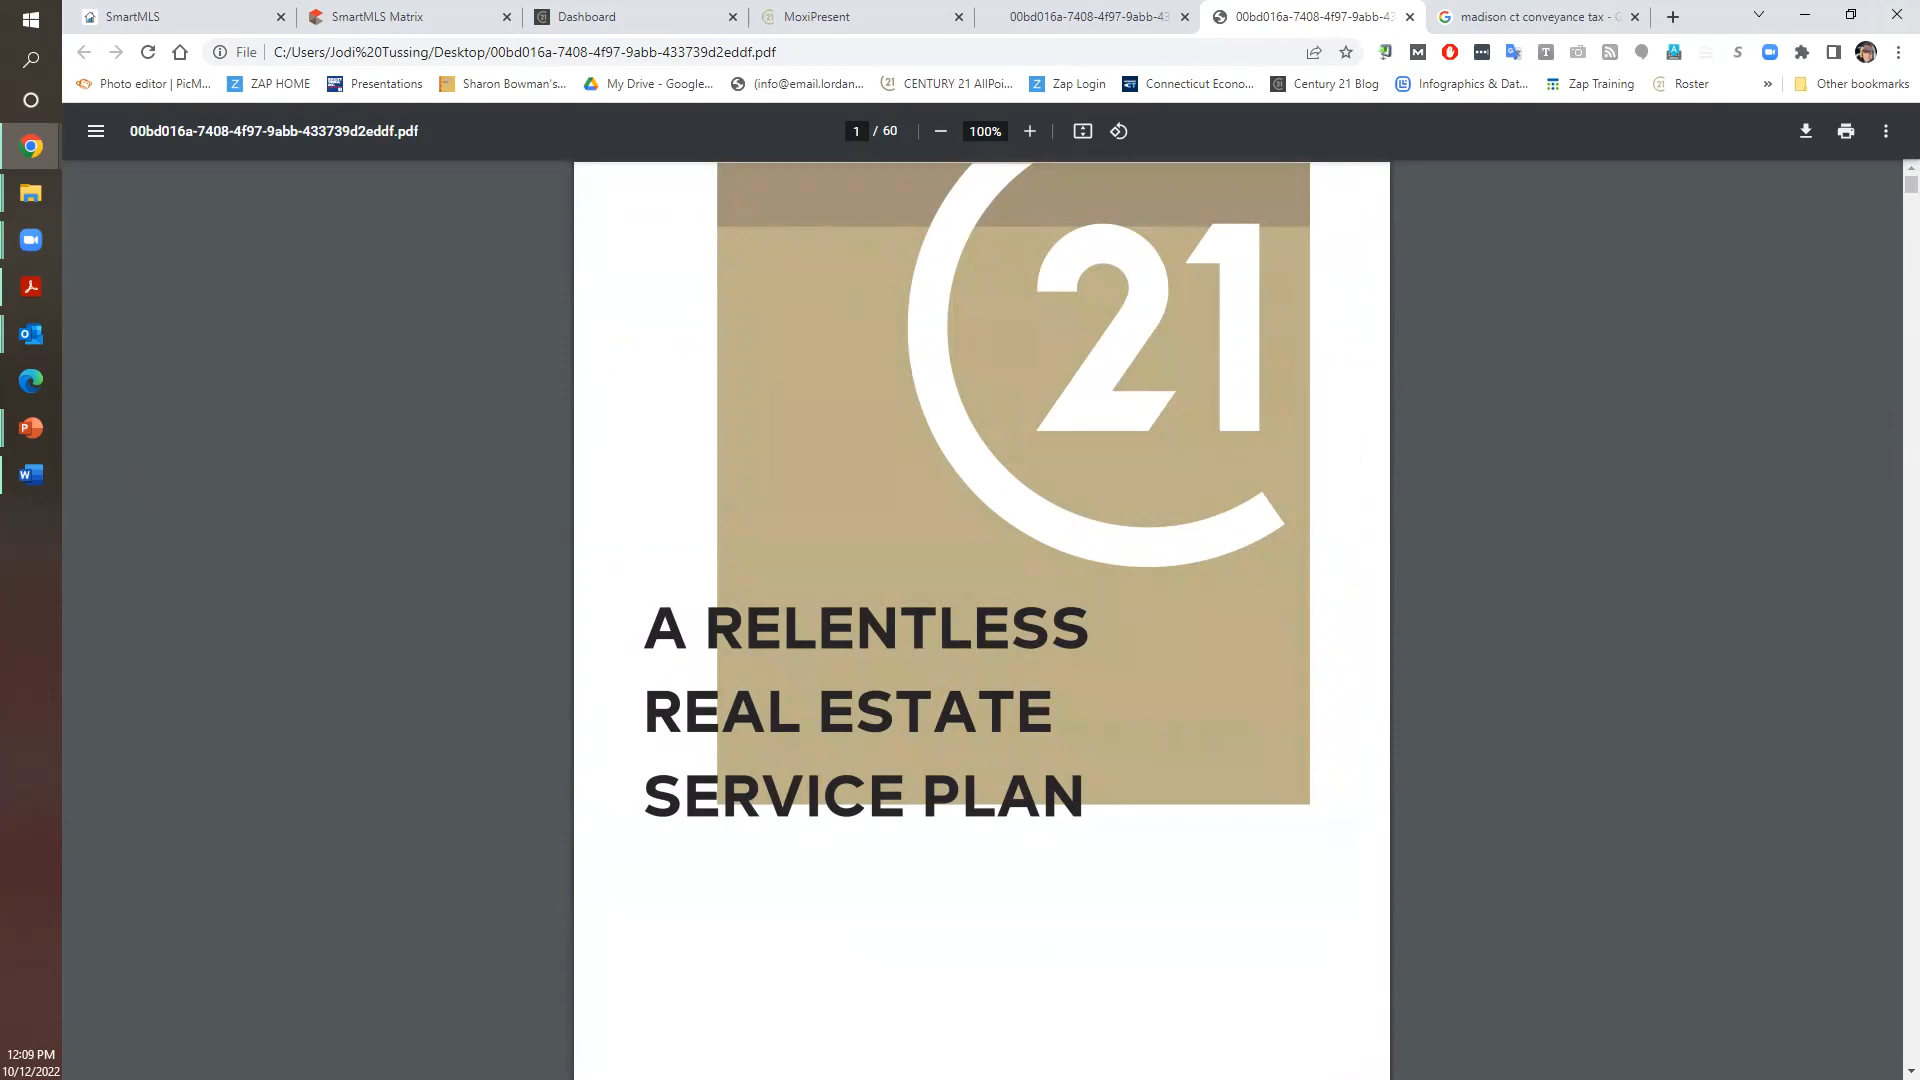 SmartMLS
SmartMLS Matrix
Dashboard
MoxiPresent
00bd016a-7408-4f97-9abb-43
00bd016a-7408-4f97-9abb-43
madison ct conveyance tax -
File
C:/Users/Jodi%20Tussing/Desktop/00bd016a-7408-4f97-9abb-433739d2eddf.pdf
Photo editor | PicM...
ZAP HOME
Presentations
Sharon Bowman's...
My Drive - Google...
(info@email.lordan...
CENTURY 21 AllPoi...
Zap Login
Connecticut Econo...
Century 21 Blog
Infographics & Dat...
Zap Training
Roster
»
Other bookmarks
00bd016a-7408-4f97-9abb-433739d2eddf.pdf
1 / 60
100%
C21
A RELENTLESS
REAL ESTATE
SERVICE PLAN
12:09 PM
10/12/2022